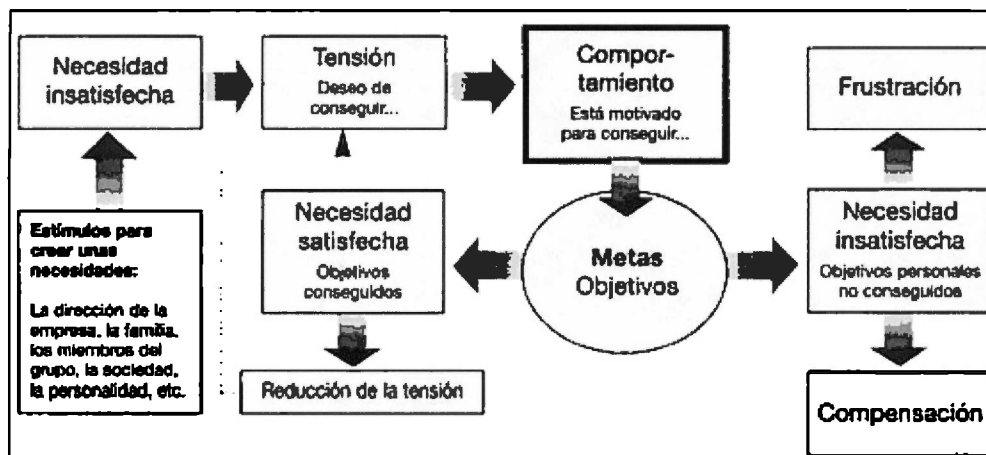 Necesidad
insatisfecha
Tensión
Deseo de
conseguir...
Compor-
tamiento
Está motivado
para conseguir...
Frustración
Estímulos para
crear unas
necesidades:
La dirección de la
empresa, la familia,
los miembros del
grupo, la sociedad,
la personalidad, etc.
Necesidad
satisfecha
Objetivos
conseguidos
Metas
Objetivos
Necesidad
insatisfecha
Objetivos personales
no conseguidos
Reducción de la tensión
Compensación